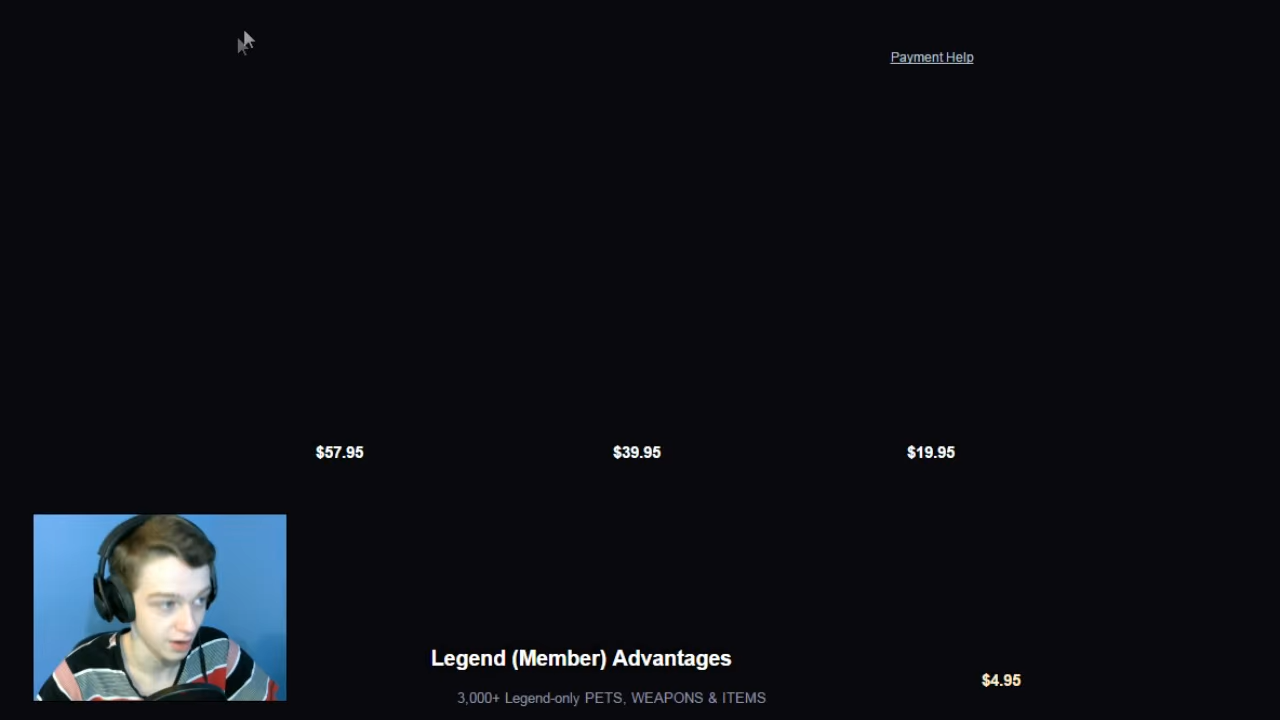 Payment Help
$57.95
$39.95
$19.95
Legend (Member) Advantages
$4.95
3,000+ Legend-only PETS, WEAPONS & ITEMS